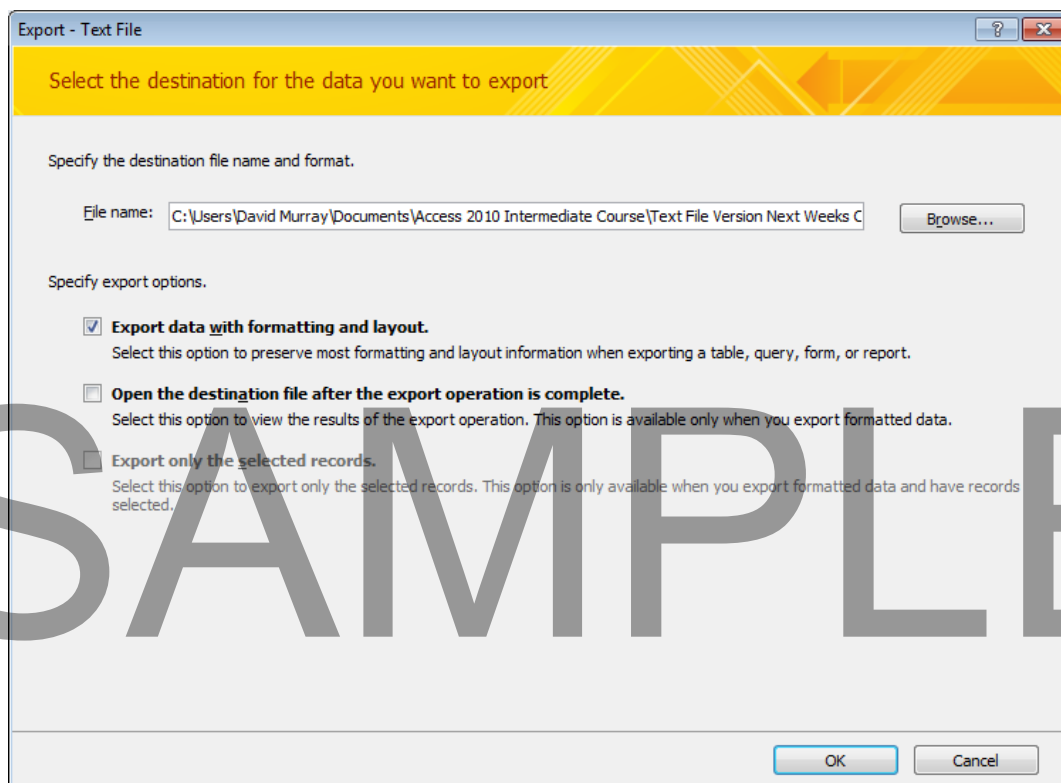 Export - Text File
Select the destination for the data you want to export
Specify the destination file name and format.
File name: C:\Users\David Murray\Documents\Access 2010 Intermediate Course\Text File Version Next Weeks C Browse...
Specify export options.
Export data with formatting and layout.
Select this option to preserve most formatting and layout information when exporting a table, query, form, or report.
Open the destination file after the export operation is complete.
Select this option to view the results of the export operation. This option is available only when you export formatted data.
Export only the selected records.
Select this option to export only the selected records. This option is only available when you export formatted data and have records
selected.
SAMPLE
OK Cancel